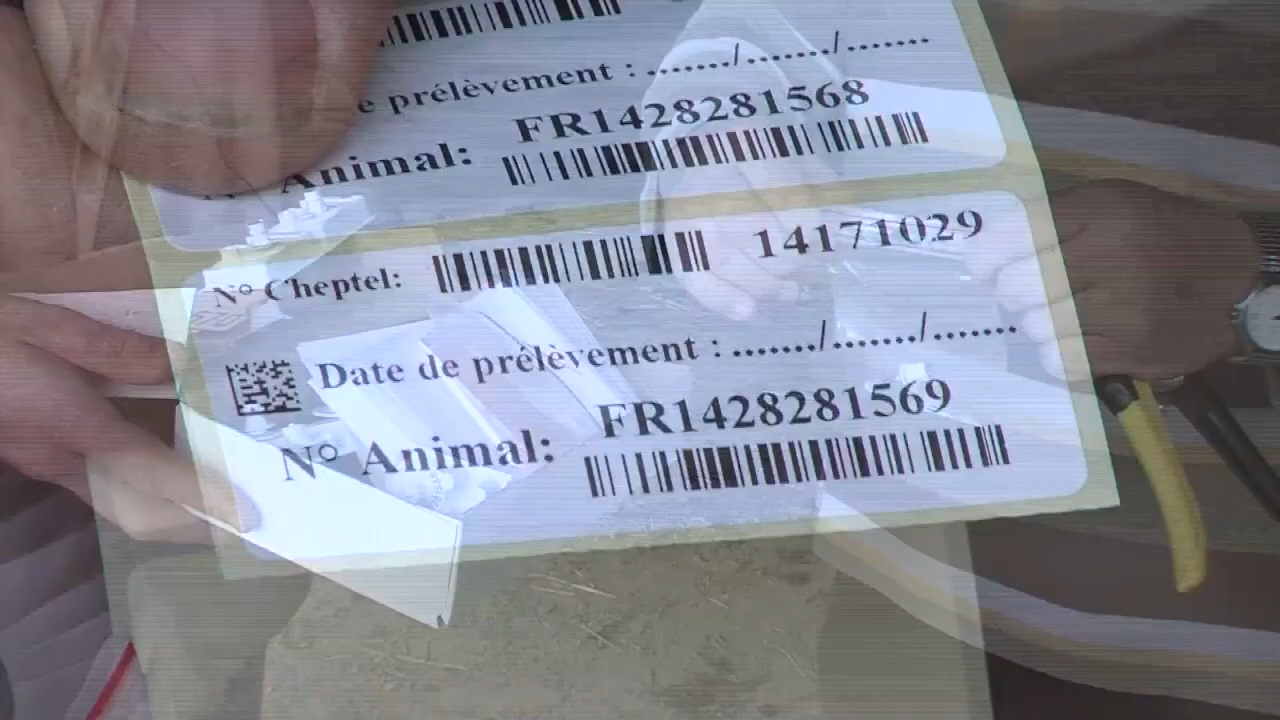 e prélèvement : ......../......../........
Animal: FR1428281568
N° Cheptel: 14171029
Date de prélèvement : ......../......../........
N° Animal: FR1428281569